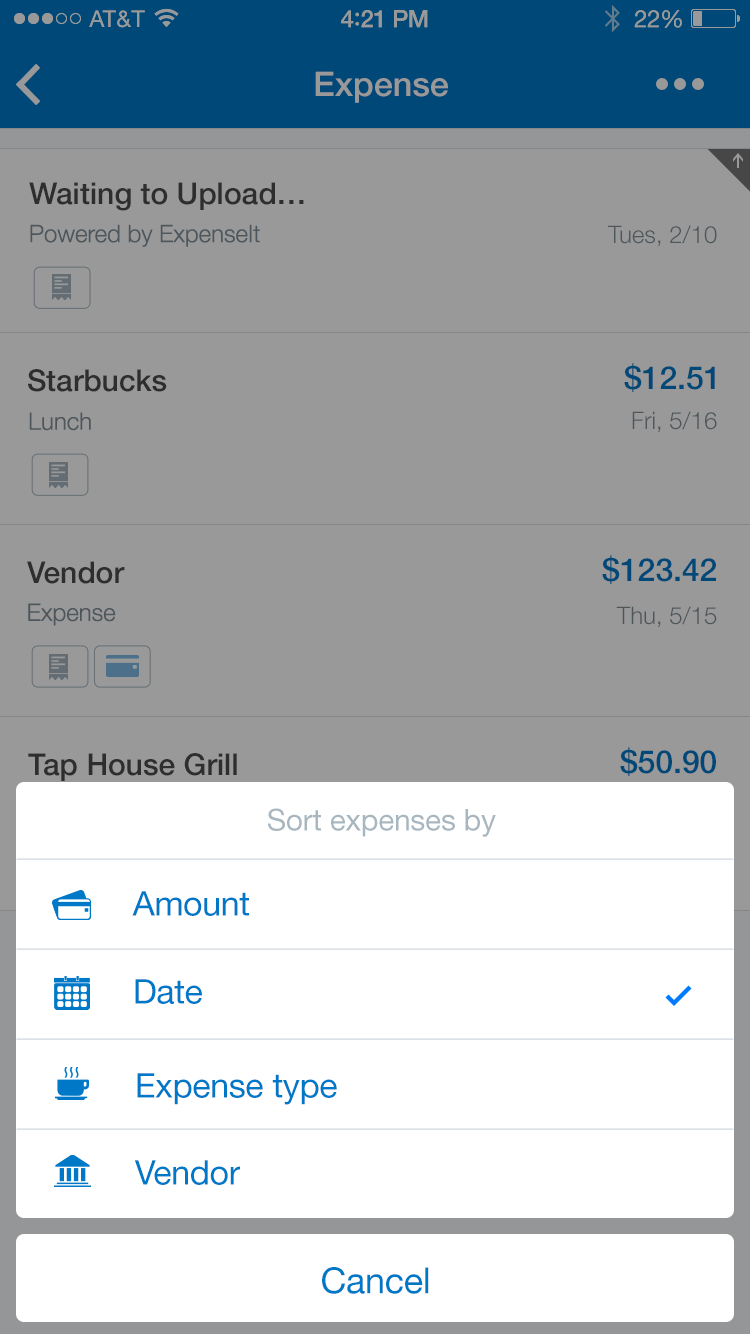 AT&T 4:21 PM 22%
Expense
Waiting to Upload...
Powered by ExpenseIt Tues, 2/10
Starbucks $12.51
Lunch Fri, 5/16
Vendor $123.42
Expense Thu, 5/15
Tap House Grill $50.90
Sort expenses by
Amount
Date
Expense type
Vendor
Cancel